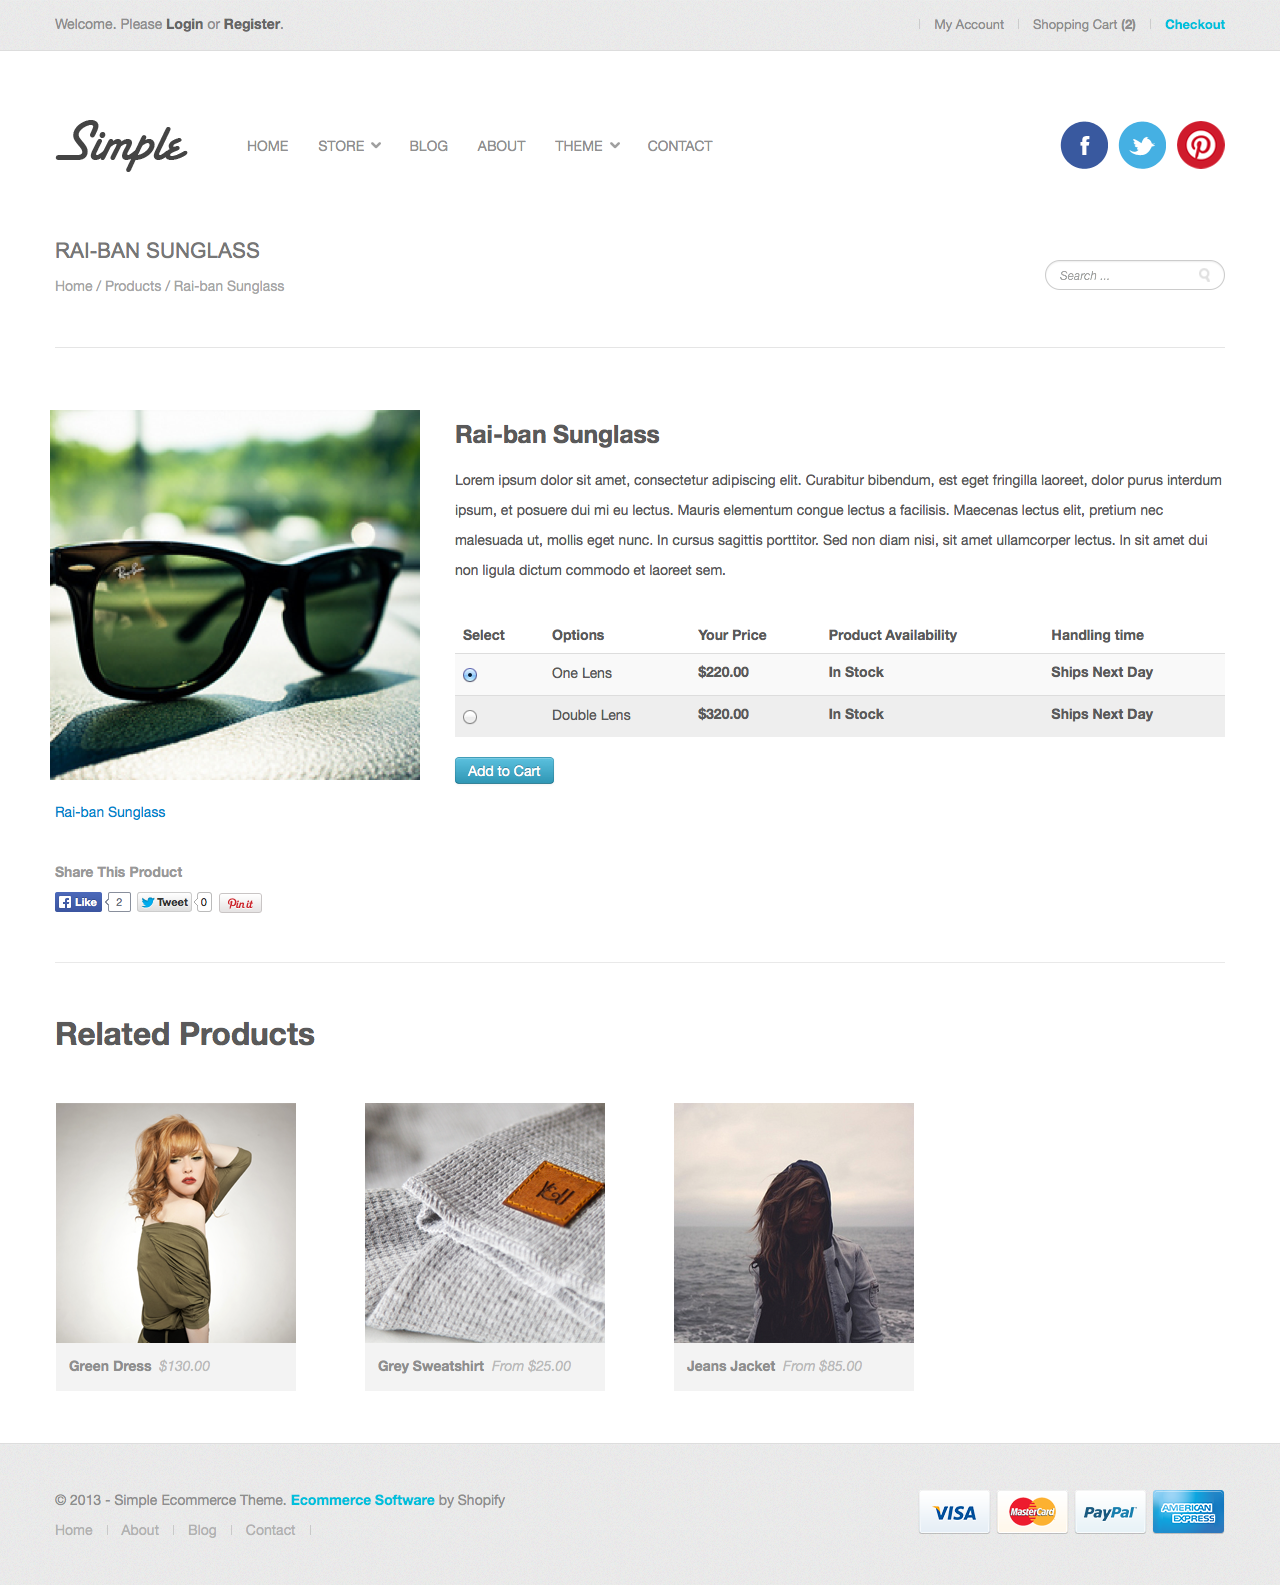 Welcome. Please Login or Register.
My Account
Shopping Cart (2)
Checkout
Simple
HOME
STORE
BLOG
ABOUT
THEME
CONTACT
RAI-BAN SUNGLASS
Home / Products / Rai-ban Sunglass
Search ...
Ray-Ban
Rai-ban Sunglass
Lorem ipsum dolor sit amet, consectetur adipiscing elit. Curabitur bibendum, est eget fringilla laoreet, dolor purus interdum
ipsum, et posuere dui mi eu lectus. Mauris elementum congue lectus a facilisis. Maecenas lectus elit, pretium nec
malesuada ut, mollis eget nunc. In cursus sagittis porttitor. Sed non diam nisi, sit amet ullamcorper lectus. In sit amet dui
non ligula dictum commodo et laoreet sem.
Select Options Your Price Product Availability Handling time
One Lens $220.00 In Stock Ships Next Day
Double Lens $320.00 In Stock Ships Next Day
Add to Cart
Rai-ban Sunglass
Share This Product
Like 2 Tweet 0 Pin it
Related Products
Green Dress $130.00
Grey Sweatshirt From $25.00
Jeans Jacket From $85.00
© 2013 - Simple Ecommerce Theme. Ecommerce Software by Shopify
Home
About
Blog
Contact
VISA
MasterCard
PayPal
AMERICAN
EXPRESS